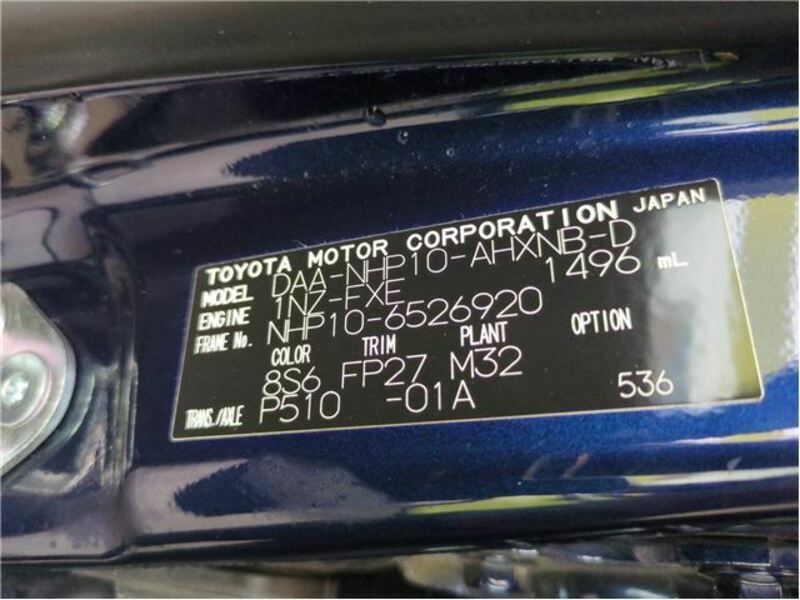 TOYOTA MOTOR CORPORATION JAPAN
MODEL DAA-NHP10-AHXNB-D
ENGINE 1NZ-FXE 1496 mL
FRAME No. NHP10-6526920
COLOR TRIM PLANT OPTION
8S6 FP27 M32
TRANS./AXLE P510 -01A 536